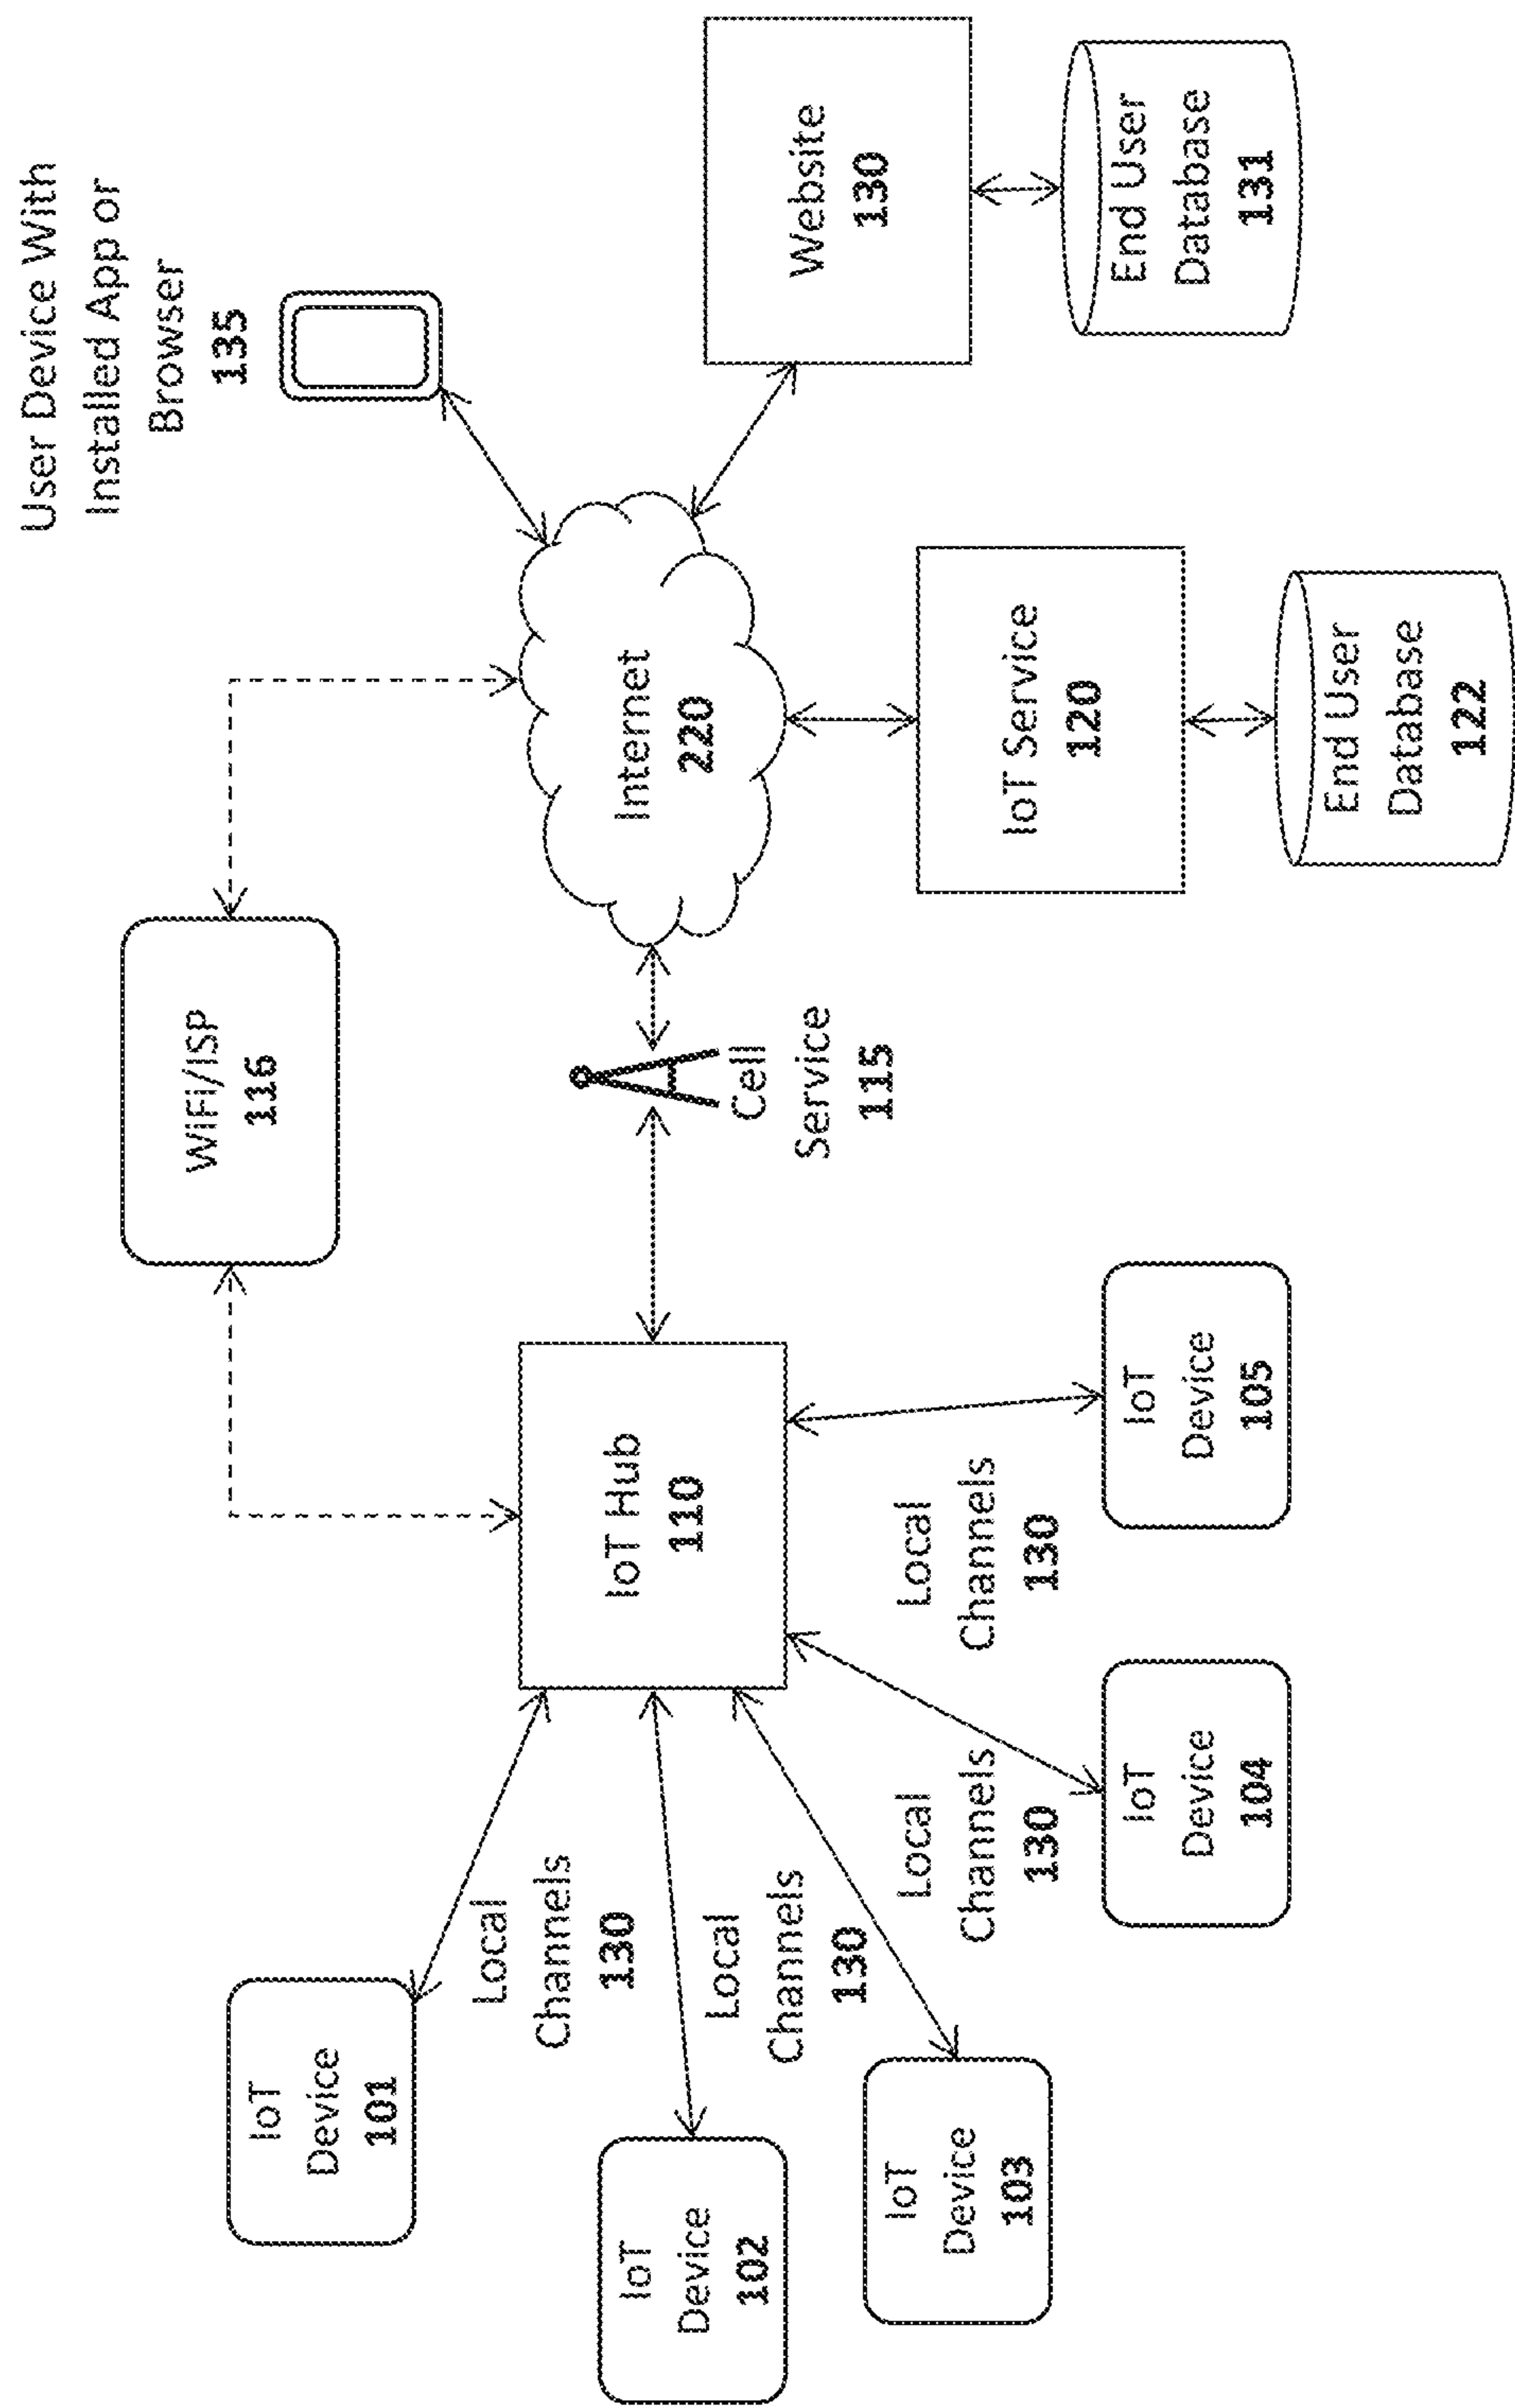 User Device With
Installed App or
Browser
135
WiFi/ISP
116
IoT
Device
101
Local
Channels
130
IoT
Device
102
Local
Channels
130
IoT
Device
103
IoT Hub
110
Cell
Service
115
Internet
220
Website
130
End User
Database
131
Local
Channels
130
IoT
Device
104
Local
Channels
130
IoT
Device
105
IoT Service
120
End User
Database
122